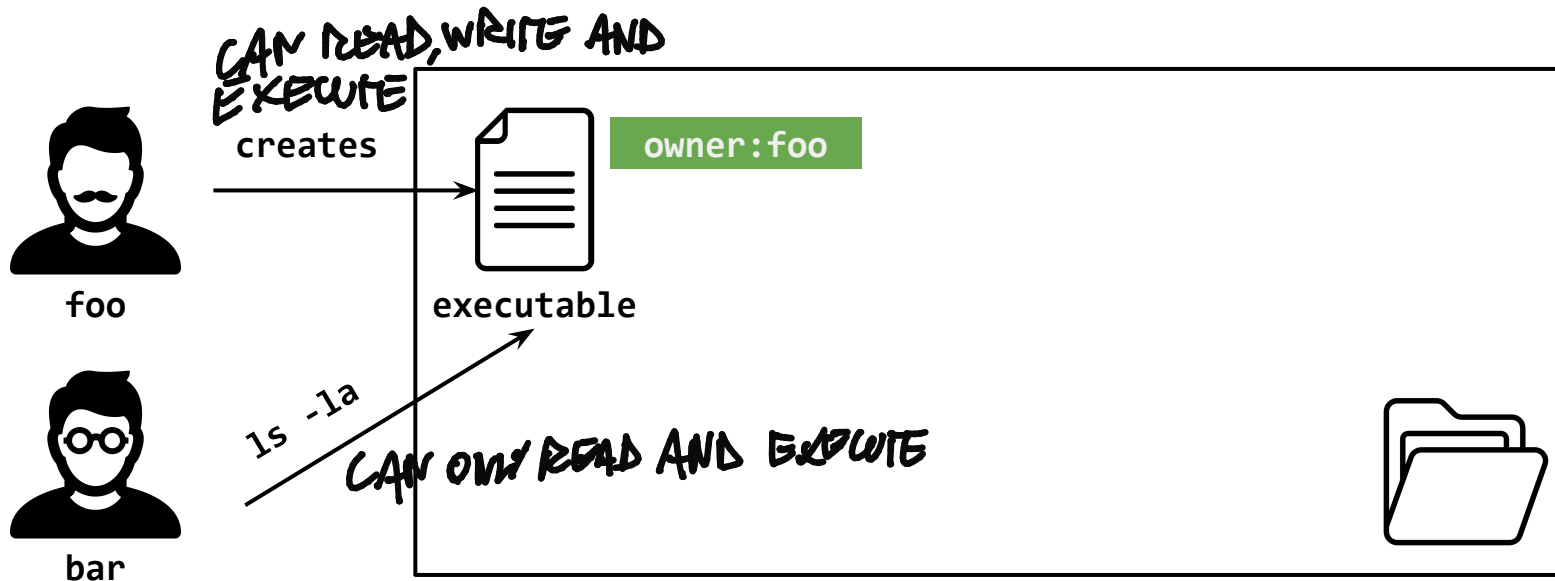 CAN READ, WRITE AND
EXECUTE
creates
owner:foo
foo
executable
ls -la
CAN ONLY READ AND EXECUTE
bar